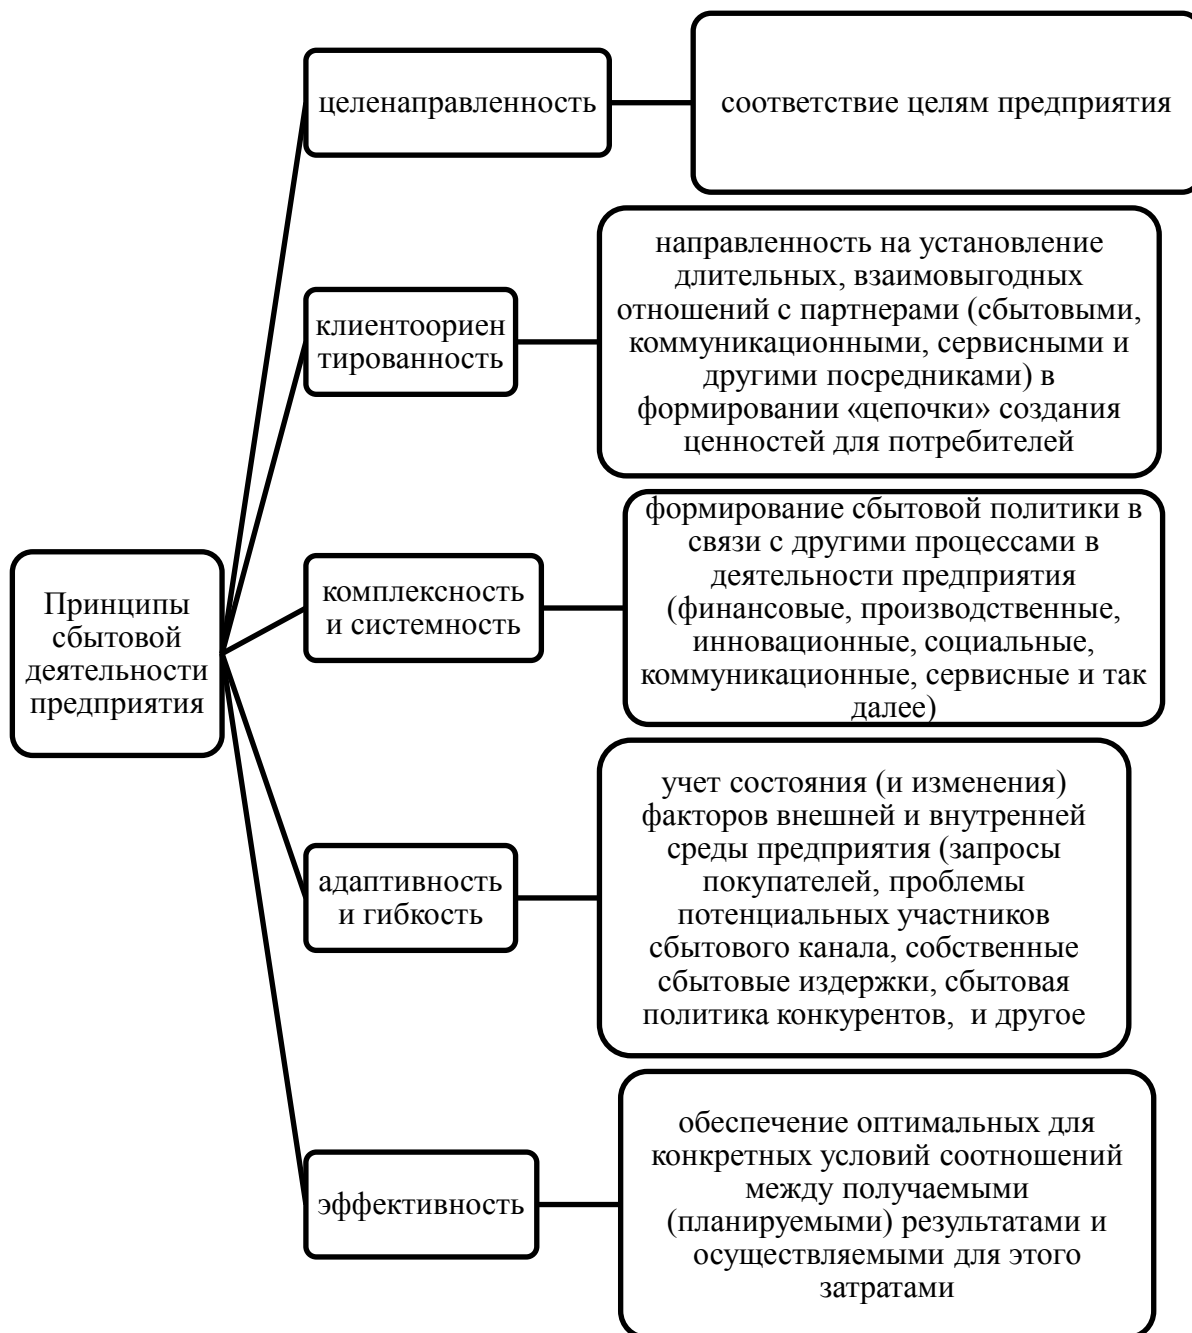 Принципы
сбытовой
деятельности
предприятия
целенаправленность
соответствие целям предприятия
клиентоориен
тированность
направленность на установление
длительных, взаимовыгодных
отношений с партнерами (сбытовыми,
коммуникационными, сервисными и
другими посредниками) в
формировании «цепочки» создания
ценностей для потребителей
комплексность
и системность
формирование сбытовой политики в
связи с другими процессами в
деятельности предприятия
(финансовые, производственные,
инновационные, социальные,
коммуникационные, сервисные и так
далее)
адаптивность
и гибкость
учет состояния (и изменения)
факторов внешней и внутренней
среды предприятия (запросы
покупателей, проблемы
потенциальных участников
сбытового канала, собственные
сбытовые издержки, сбытовая
политика конкурентов,  и другое
эффективность
обеспечение оптимальных для
конкретных условий соотношений
между получаемыми
(планируемыми) результатами и
осуществляемыми для этого
затратами